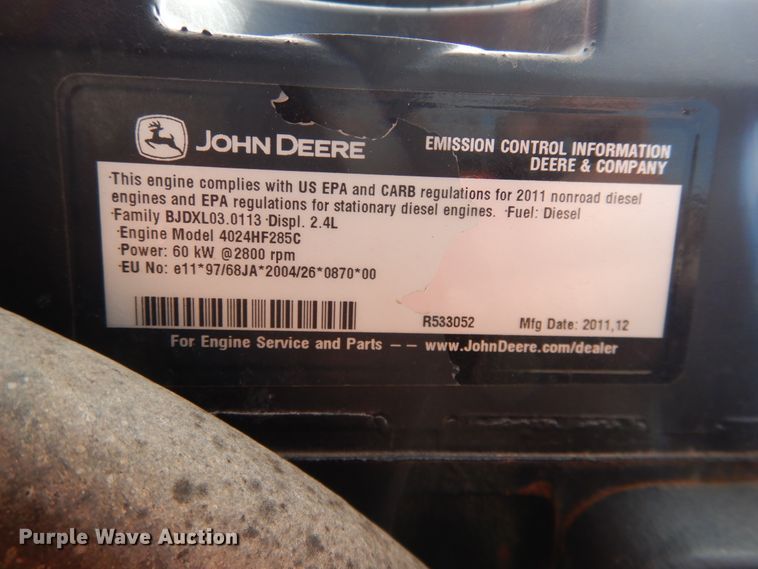 JOHN DEERE
EMISSION CONTROL INFORMATION
DEERE & COMPANY
·This engine complies with US EPA and CARB regulations for 2011 nonroad diesel
engines and EPA regulations for stationary diesel engines. ·Fuel: Diesel
·Family BJDXL03.0113 ·Displ. 2.4L
·Engine Model 4024HF285C
·Power: 60 kW @2800 rpm
·EU No: e11*97/68JA*2004/26*0870*00
R533052
Mfg Date: 2011,12
For Engine Service and Parts – – www.JohnDeere.com/dealer
Purple Wave Auction